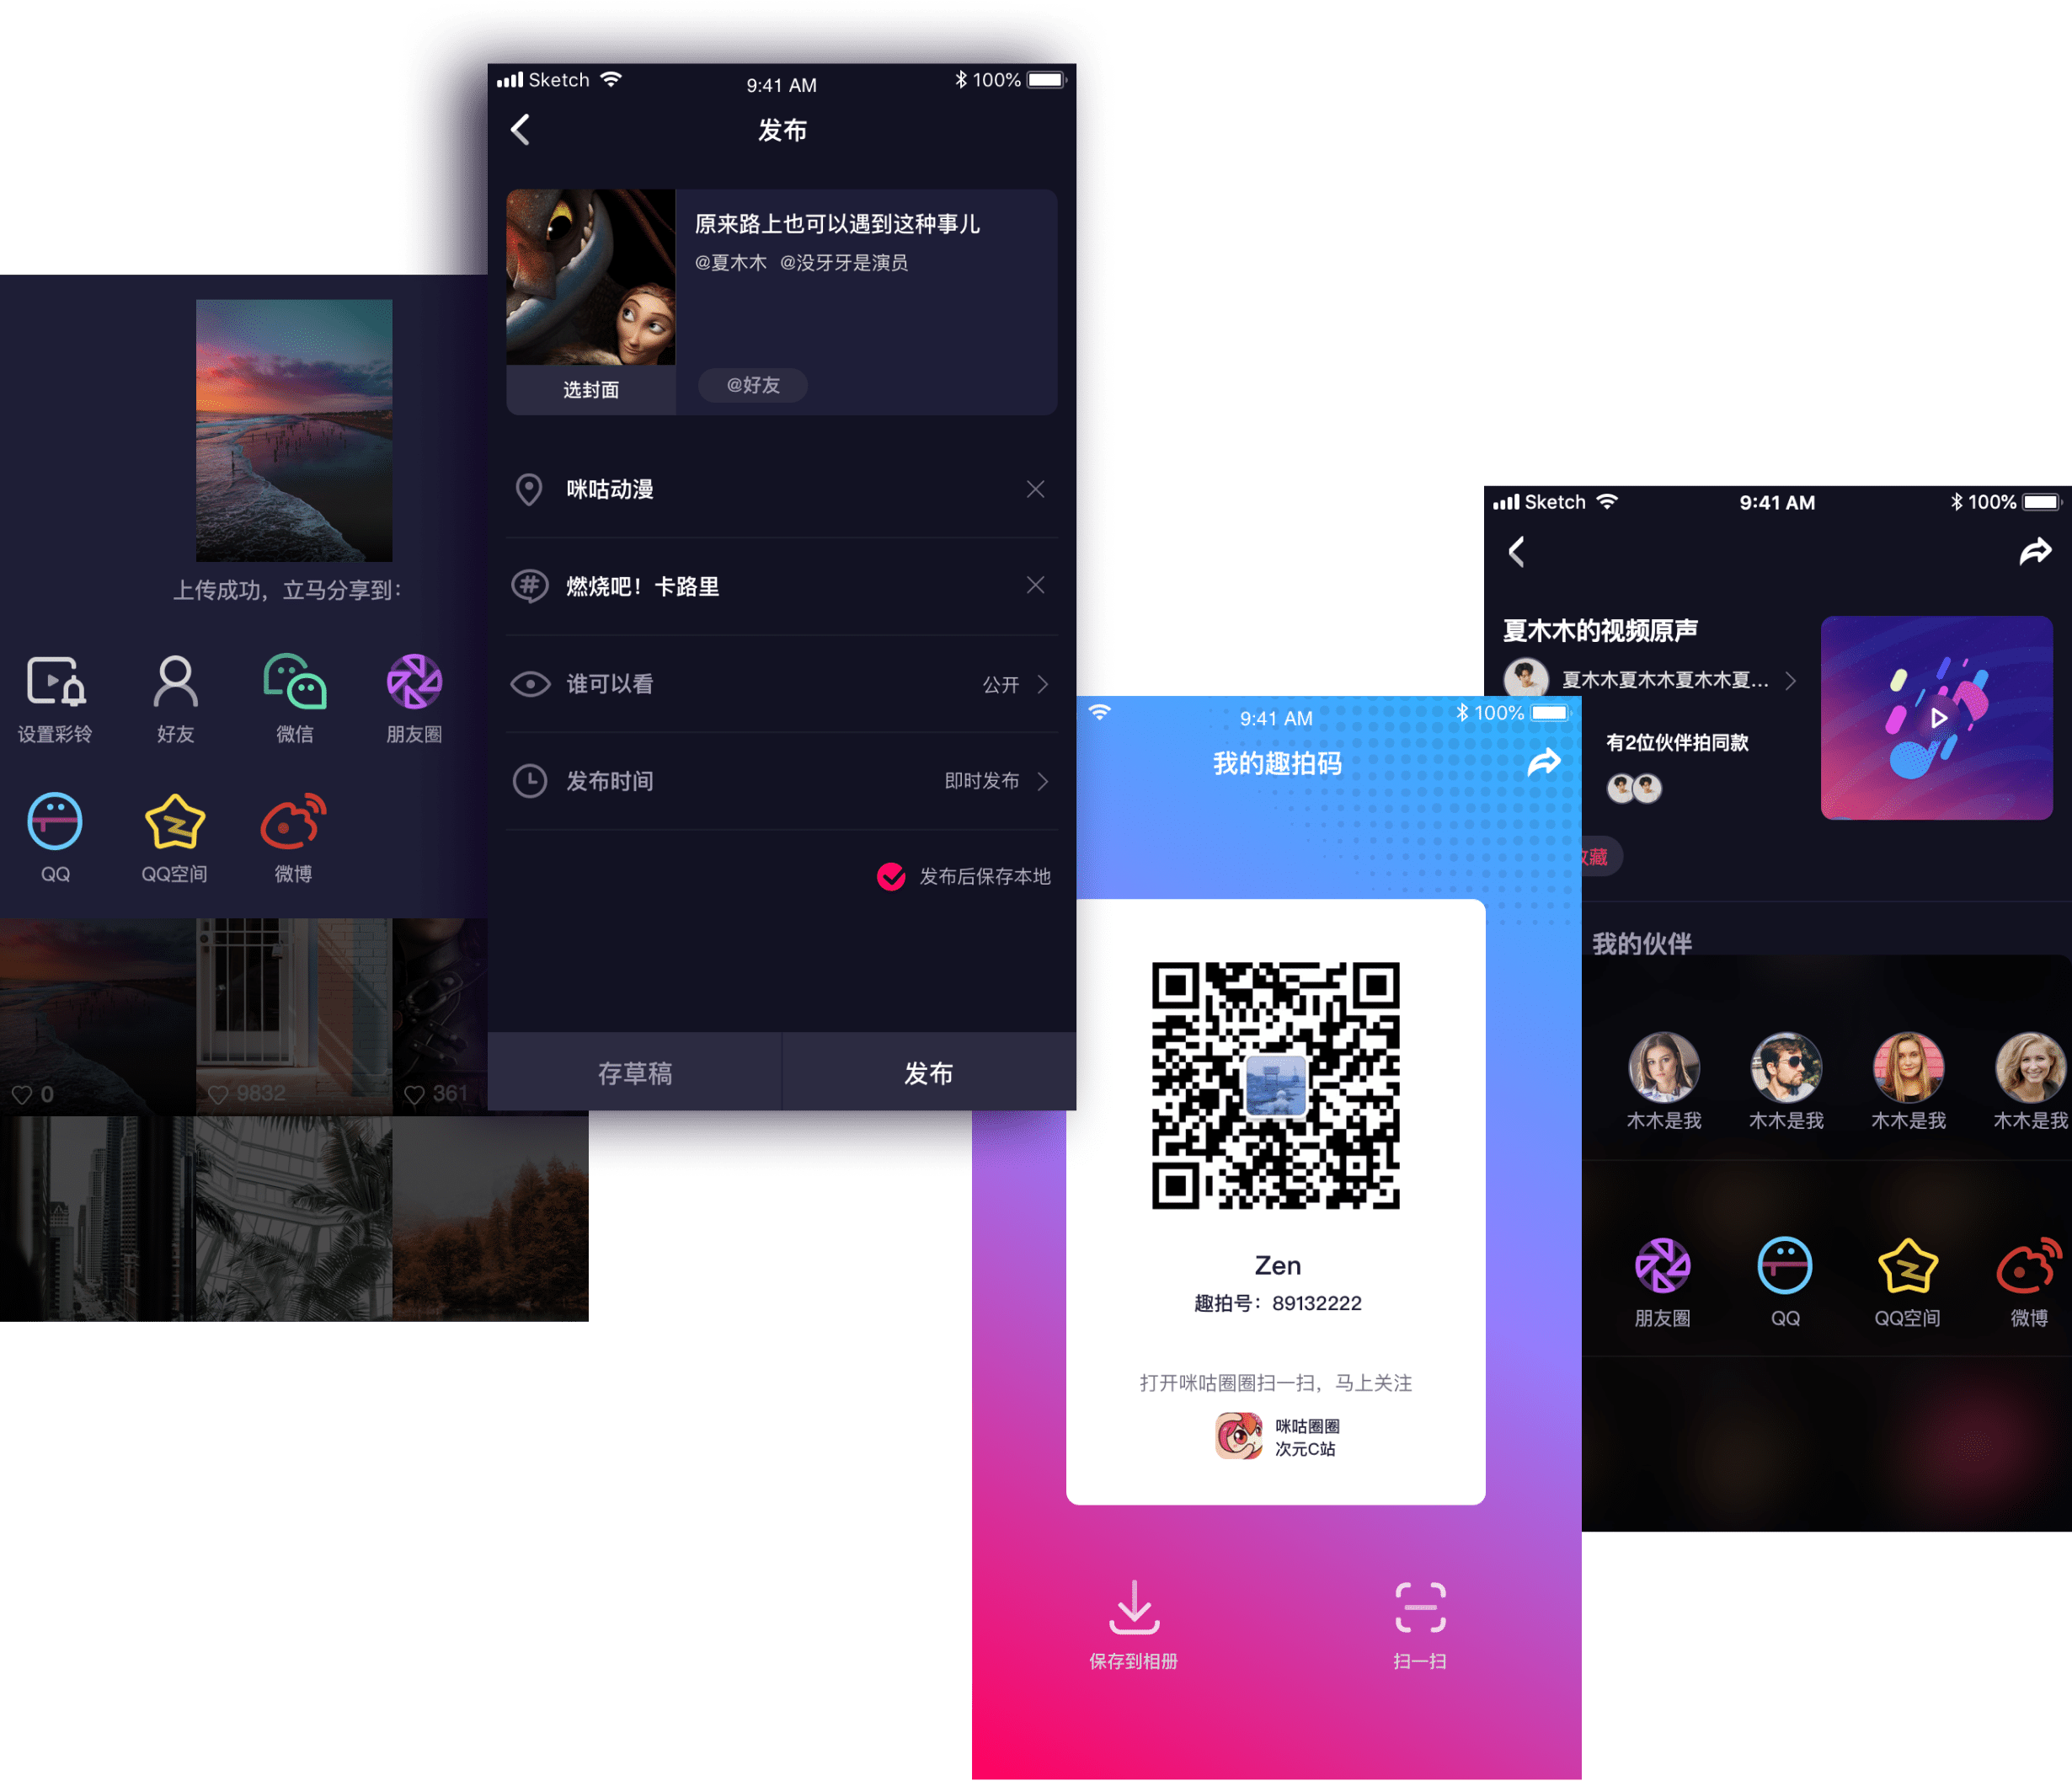 Sketch
9:41 AM
100%
发布
原来路上也可以遇到这种事儿
@夏木木 @没牙牙是演员
选封面
@好友
咪咕动漫
燃烧吧！卡路里
谁可以看
公开
发布时间
即时发布
发布后保存本地
存草稿
发布
上传成功，立马分享到：
设置彩铃
好友
微信
朋友圈
QQ
QQ空间
微博
0
9832
361
9:41 AM
100%
我的趣拍码
Zen
趣拍号：89132222
打开咪咕圈圈扫一扫，马上关注
咪咕圈圈
次元C站
保存到相册
扫一扫
Sketch
9:41 AM
100%
夏木木的视频原声
夏木木夏木木夏木木夏...
有2位伙伴拍同款
藏
我的伙伴
木木是我
木木是我
木木是我
木木是我
朋友圈
QQ
QQ空间
微博